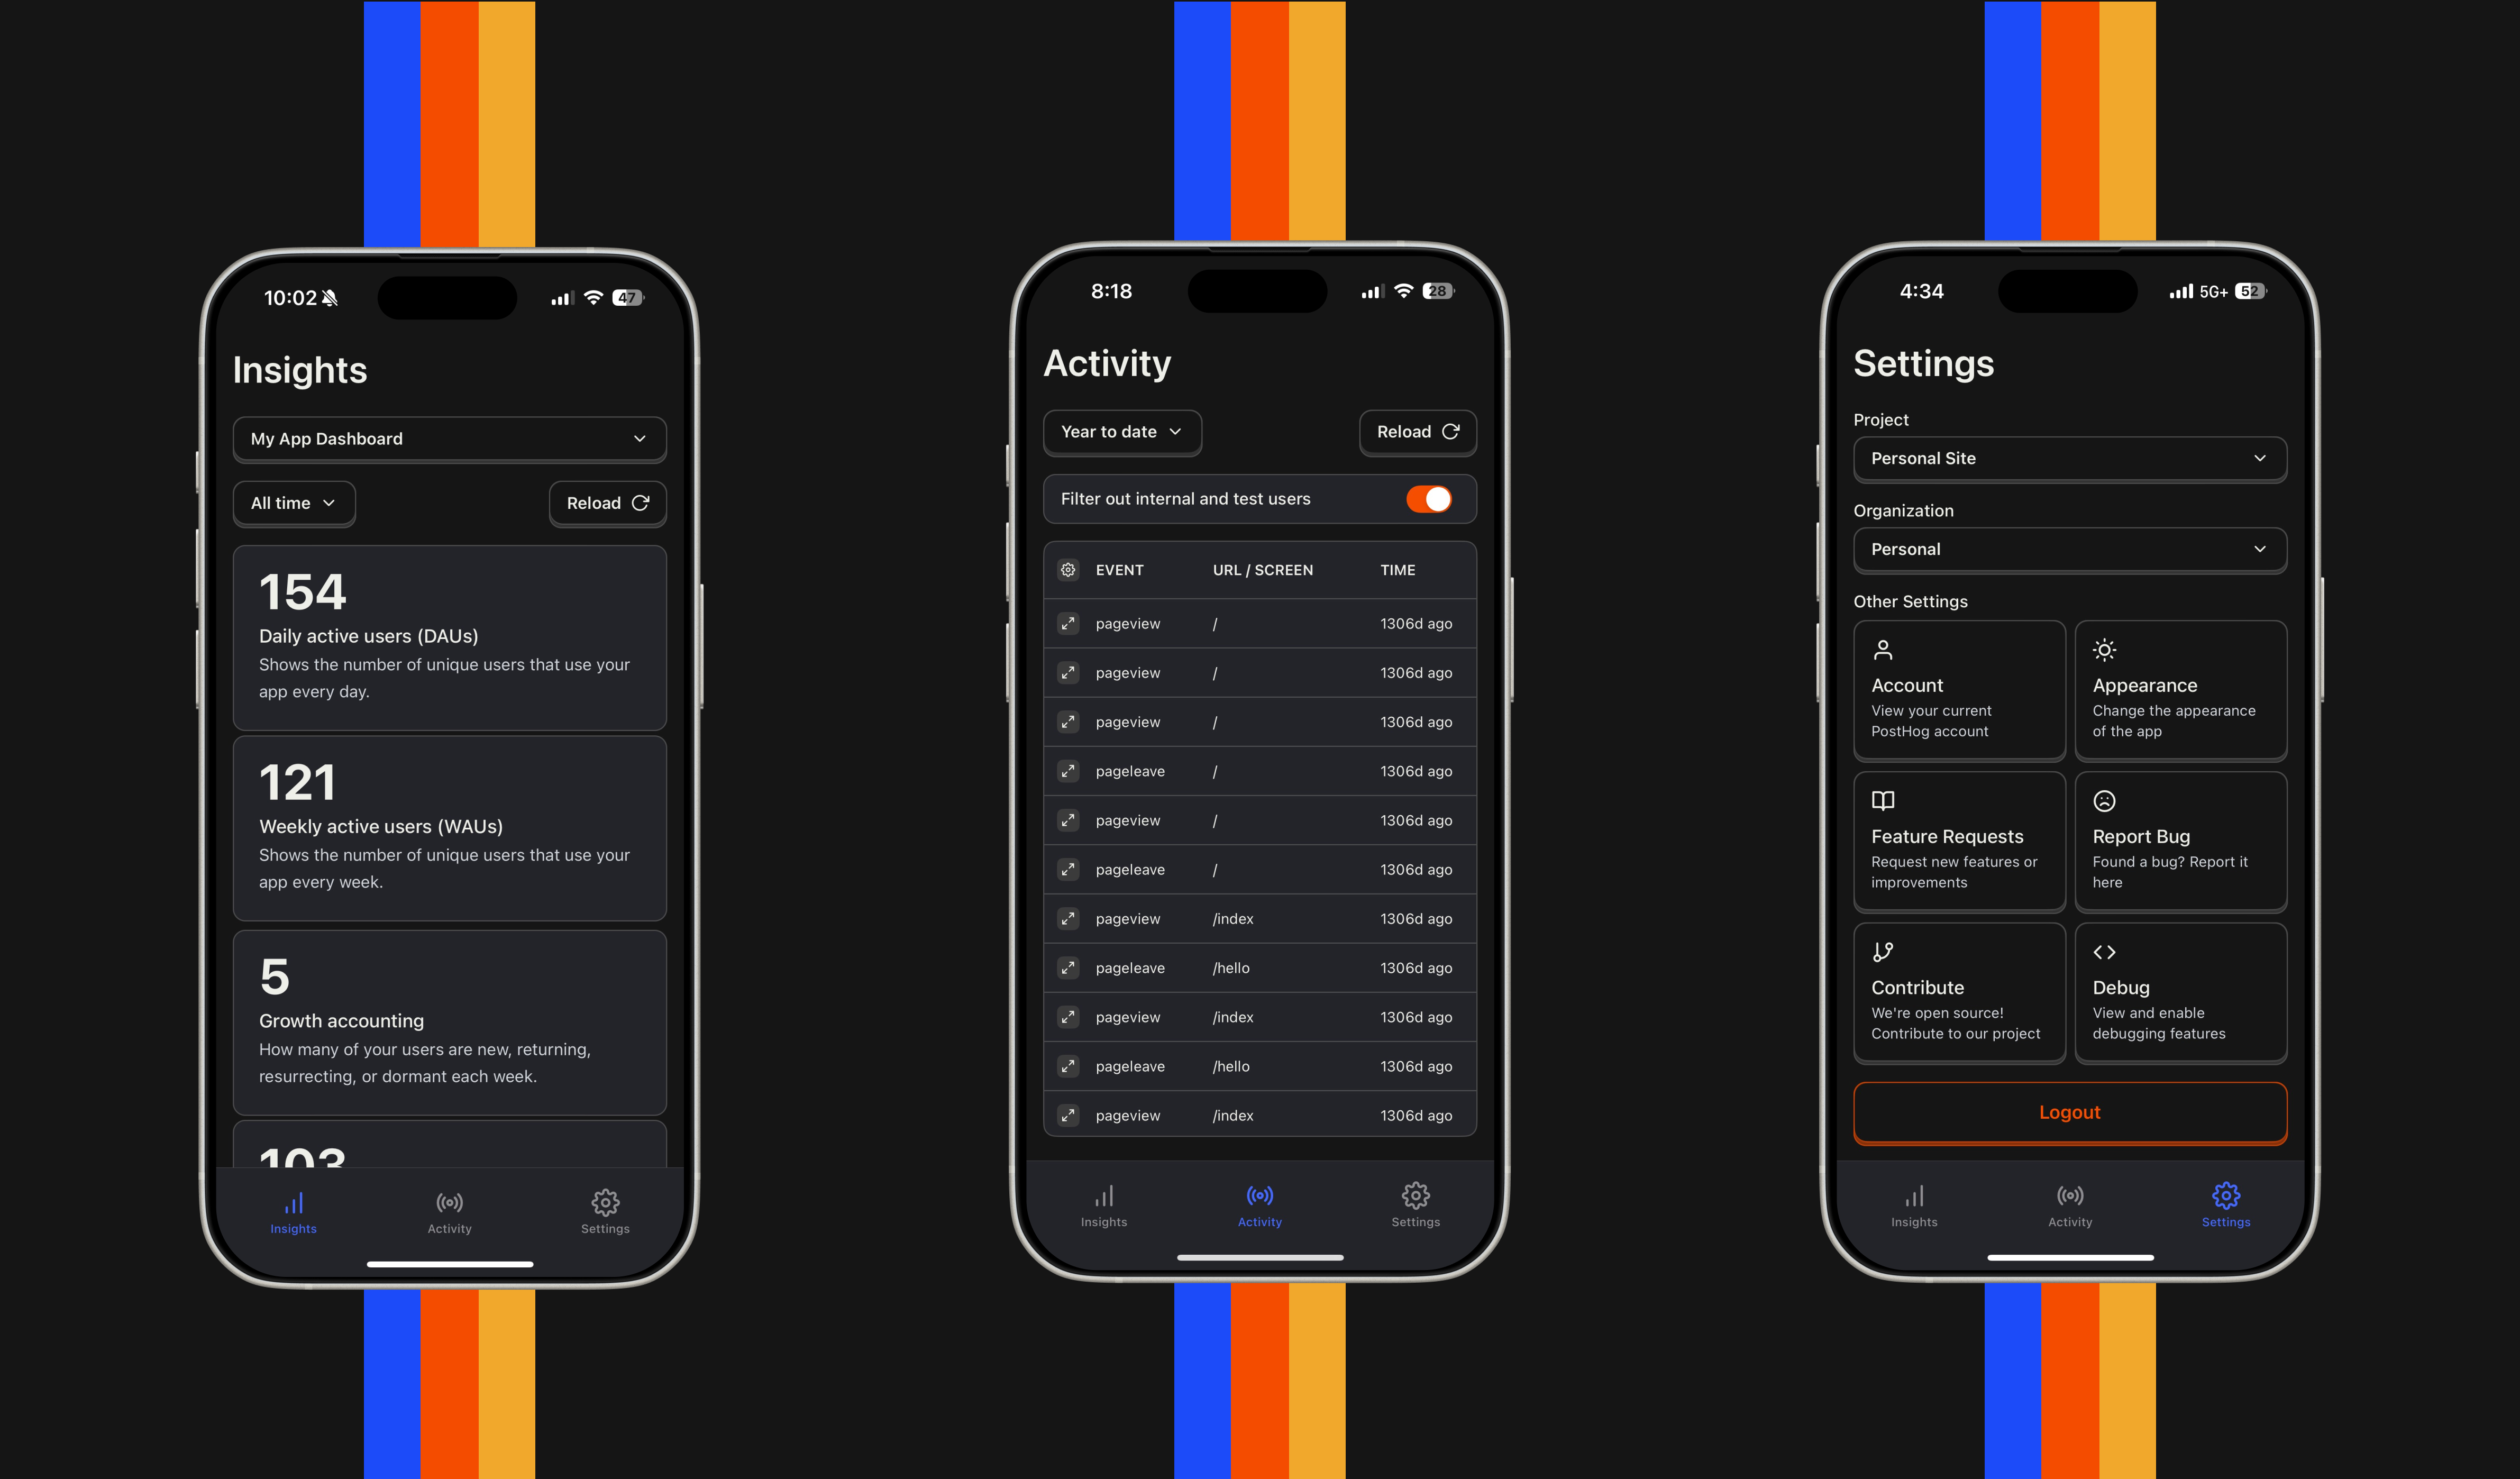 10:02
47
Insights
My App Dashboard
All time
Reload
154
Daily active users (DAUs)
Shows the number of unique users that use your
app every day.
121
Weekly active users (WAUs)
Shows the number of unique users that use your
app every week.
5
Growth accounting
How many of your users are new, returning,
resurrecting, or dormant each week.
103
Insights Activity Settings
8:18
28
Activity
Year to date
Reload
Filter out internal and test users
EVENT URL / SCREEN TIME
pageview / 1306d ago
pageview / 1306d ago
pageview / 1306d ago
pageleave / 1306d ago
pageview / 1306d ago
pageleave / 1306d ago
pageview /index 1306d ago
pageleave /hello 1306d ago
pageview /index 1306d ago
pageleave /hello 1306d ago
pageview /index 1306d ago
Insights Activity Settings
4:34
5G+ 52
Settings
Project
Personal Site
Organization
Personal
Other Settings
Account
View your current
PostHog account
Appearance
Change the appearance
of the app
Feature Requests
Request new features or
improvements
Report Bug
Found a bug? Report it
here
Contribute
We're open source!
Contribute to our project
Debug
View and enable
debugging features
Logout
Insights Activity Settings